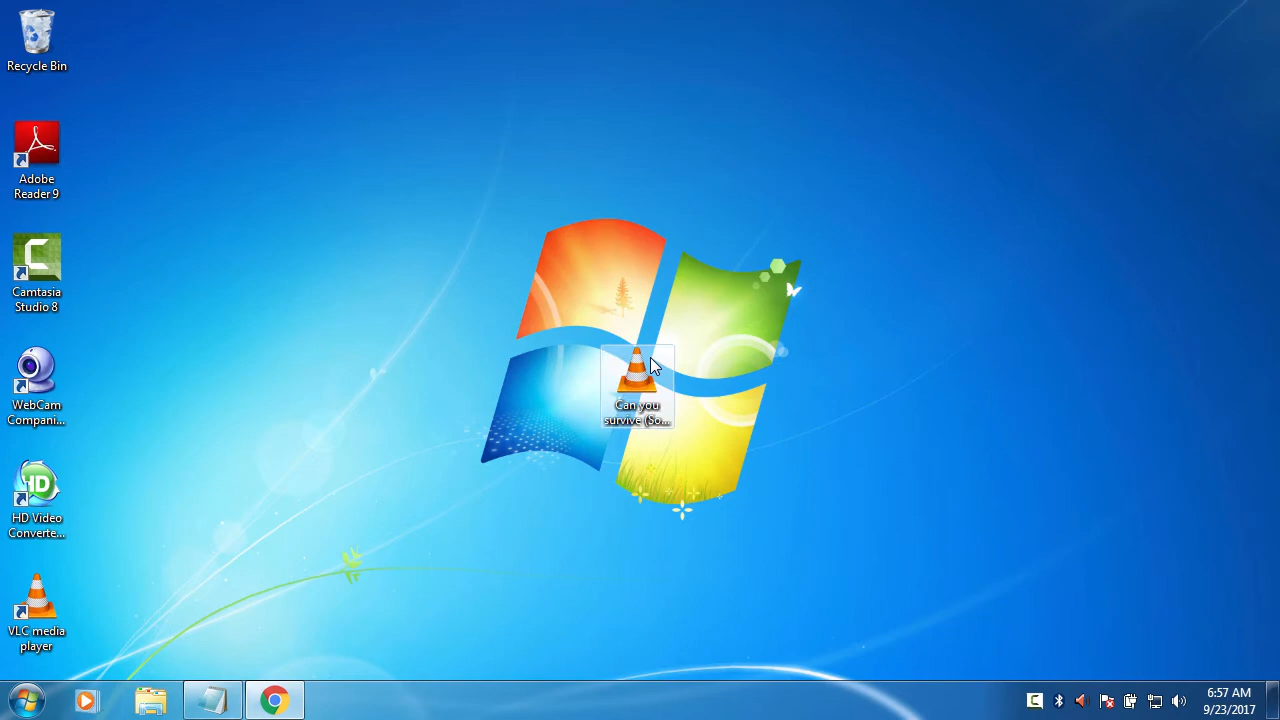 Recycle Bin
Adobe
Reader 9
Camtasia
Studio 8
WebCam
Compani...
HD
HD Video
Converte...
VLC media
player
Can you
survive (So...
6:57 AM
9/23/2017